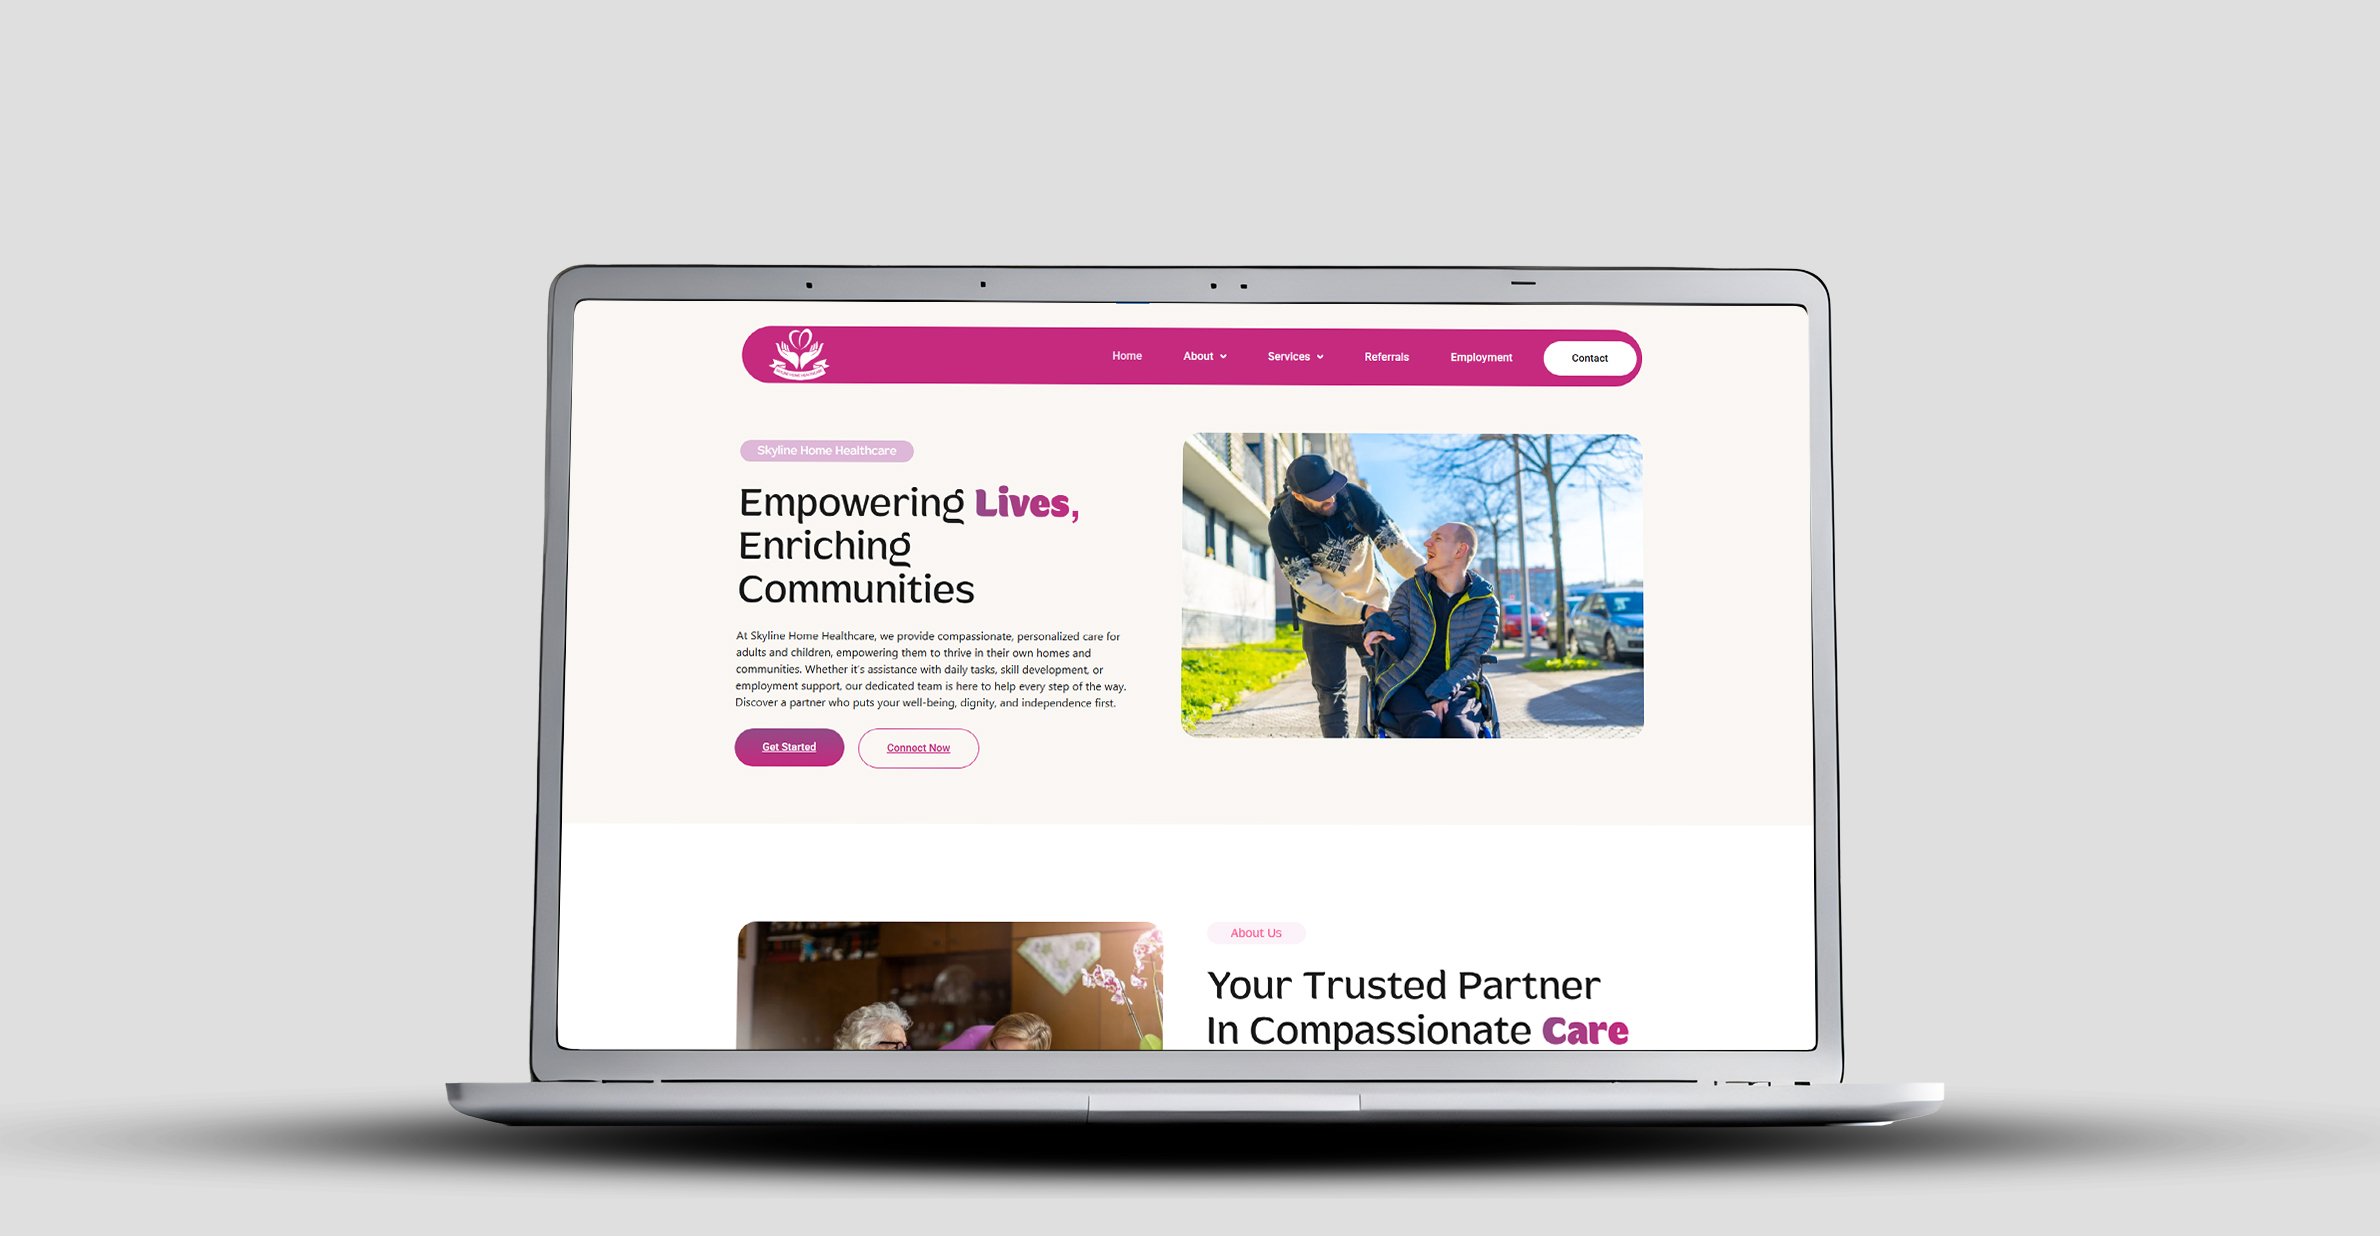 SKYLINE HOME HEALTHCARE
Home About Services Referrals Employment Contact
Skyline Home Healthcare
Empowering Lives,
Enriching
Communities
At Skyline Home Healthcare, we provide compassionate, personalized care for
adults and children, empowering them to thrive in their own homes and
communities. Whether it's assistance with daily tasks, skill development, or
employment support, our dedicated team is here to help every step of the way.
Discover a partner who puts your well-being, dignity, and independence first.
Get Started Connect Now
About Us
Your Trusted Partner
In Compassionate Care